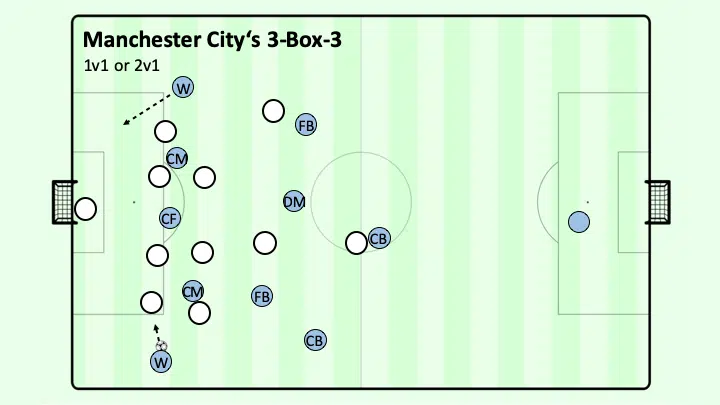 Manchester City‘s 3-Box-3
1v1 or 2v1
W
FB
CM
DM
CF
CB
CM
FB
CB
W